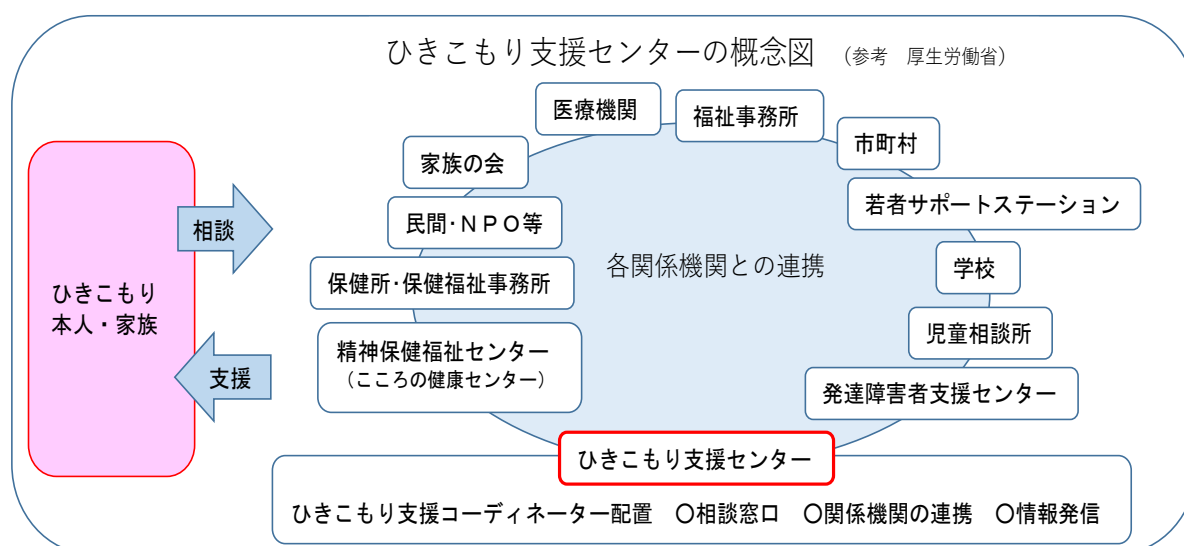 ひきこもり支援センターの概念図 (参考 厚生労働省)
医療機関
福祉事務所
市町村
家族の会
若者サポートステーション
民間・NPO等
相談
各関係機関との連携
学校
保健所・保健福祉事務所
ひきこもり
本人・家族
児童相談所
精神保健福祉センター
(こころの健康センター)
支援
発達障害者支援センター
ひきこもり支援センター
ひきこもり支援コーディネーター配置 〇相談窓口 〇関係機関の連携 〇情報発信